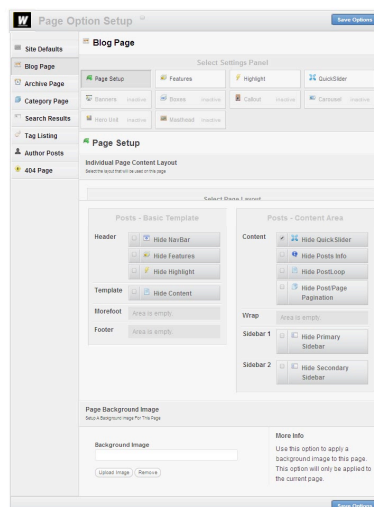 W Page Option Setup
Save Options
Site Defaults
Blog Page
Archive Page
Category Page
Search Results
Tag Listing
Author Posts
404 Page
Blog Page
Select Settings Panel
Page Setup
Features
Highlight
QuickSlider
Banners Inactive
Boxes Inactive
Callout Inactive
Carousel Inactive
Hero Unit Inactive
Masthead Inactive
Page Setup
Individual Page Content Layout
Select the layout that will be used on this page
Select Page Layout
Posts - Basic Template
Header
Hide NavBar
Hide Features
Hide Highlight
Template
Hide Content
Morefoot
Area is empty.
Footer
Area is empty.
Posts - Content Area
Content
Hide QuickSlider
Hide Posts Info
Hide PostLoop
Hide Post/Page
Pagination
Wrap
Area is empty.
Sidebar 1
Hide Primary
Sidebar
Sidebar 2
Hide Secondary
Sidebar
Page Background Image
Setup A Background Image For This Page
Background Image
Upload Image
Remove
More Info
Use this option to apply a
background image to this page.
This option will only be applied to
the current page.
Save Options